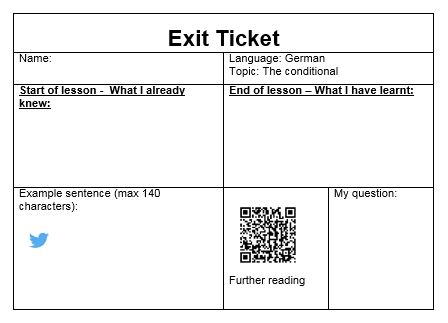 Exit Ticket
Name:
Language: German
Topic: The conditional
Start of lesson -  What I already
knew:
End of lesson – What I have learnt:
Example sentence (max 140
characters):
Further reading
My question: